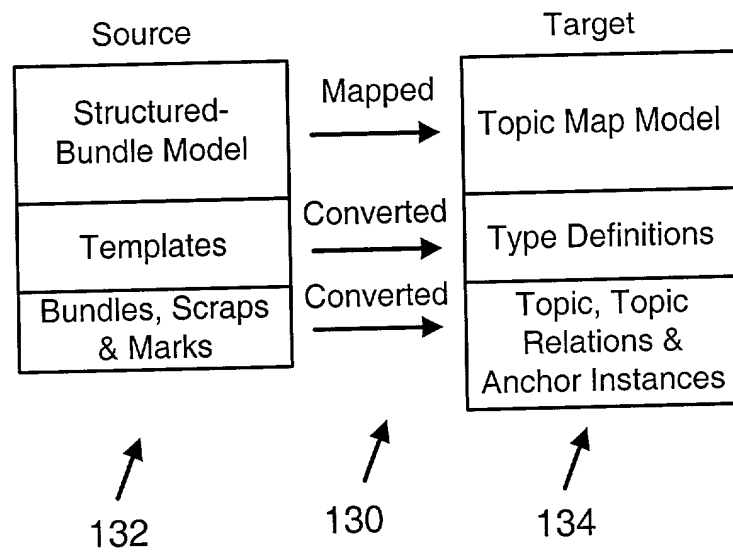 Source
Target
Structured-
Bundle Model
Mapped
Topic Map Model
Templates
Converted
Type Definitions
Bundles, Scraps
& Marks
Converted
Topic, Topic
Relations &
Anchor Instances
132
130
134